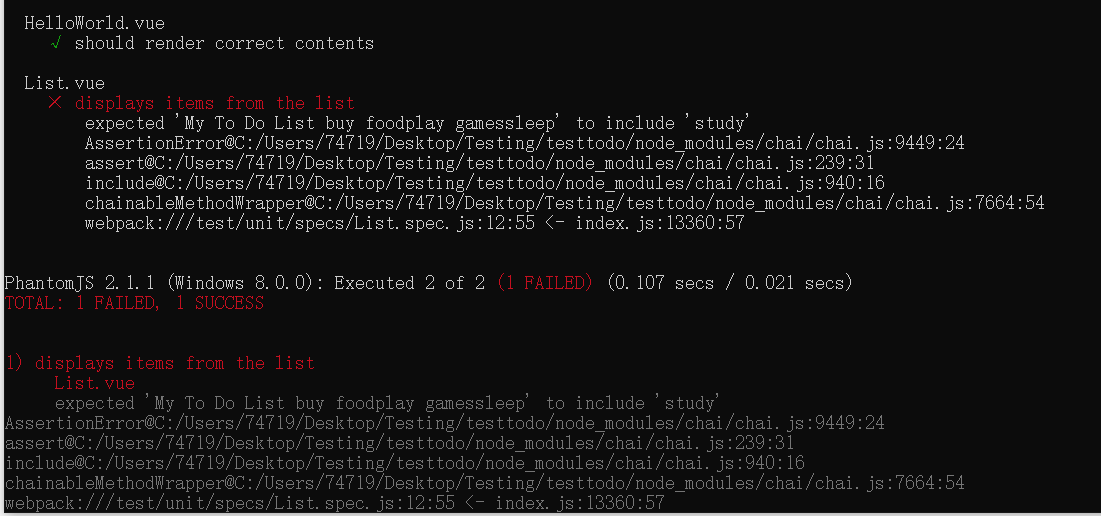 HelloWorld.vue
√ should render correct contents
List.vue
× displays items from the list
expected 'My To Do List buy foodplay gamessleep' to include 'study'
AssertionError@C:/Users/74719/Desktop/Testing/testtodo/node_modules/chai/chai.js:9449:24
assert@C:/Users/74719/Desktop/Testing/testtodo/node_modules/chai/chai.js:239:31
include@C:/Users/74719/Desktop/Testing/testtodo/node_modules/chai/chai.js:940:16
chainableMethodWrapper@C:/Users/74719/Desktop/Testing/testtodo/node_modules/chai/chai.js:7664:54
webpack:///test/unit/specs/List.spec.js:12:55 <- index.js:13360:57
PhantomJS 2.1.1 (Windows 8.0.0): Executed 2 of 2 (1 FAILED) (0.107 secs / 0.021 secs)
TOTAL: 1 FAILED, 1 SUCCESS
1) displays items from the list
List.vue
expected 'My To Do List buy foodplay gamessleep' to include 'study'
AssertionError@C:/Users/74719/Desktop/Testing/testtodo/node_modules/chai/chai.js:9449:24
assert@C:/Users/74719/Desktop/Testing/testtodo/node_modules/chai/chai.js:239:31
include@C:/Users/74719/Desktop/Testing/testtodo/node_modules/chai/chai.js:940:16
chainableMethodWrapper@C:/Users/74719/Desktop/Testing/testtodo/node_modules/chai/chai.js:7664:54
webpack:///test/unit/specs/List.spec.js:12:55 <- index.js:13360:57